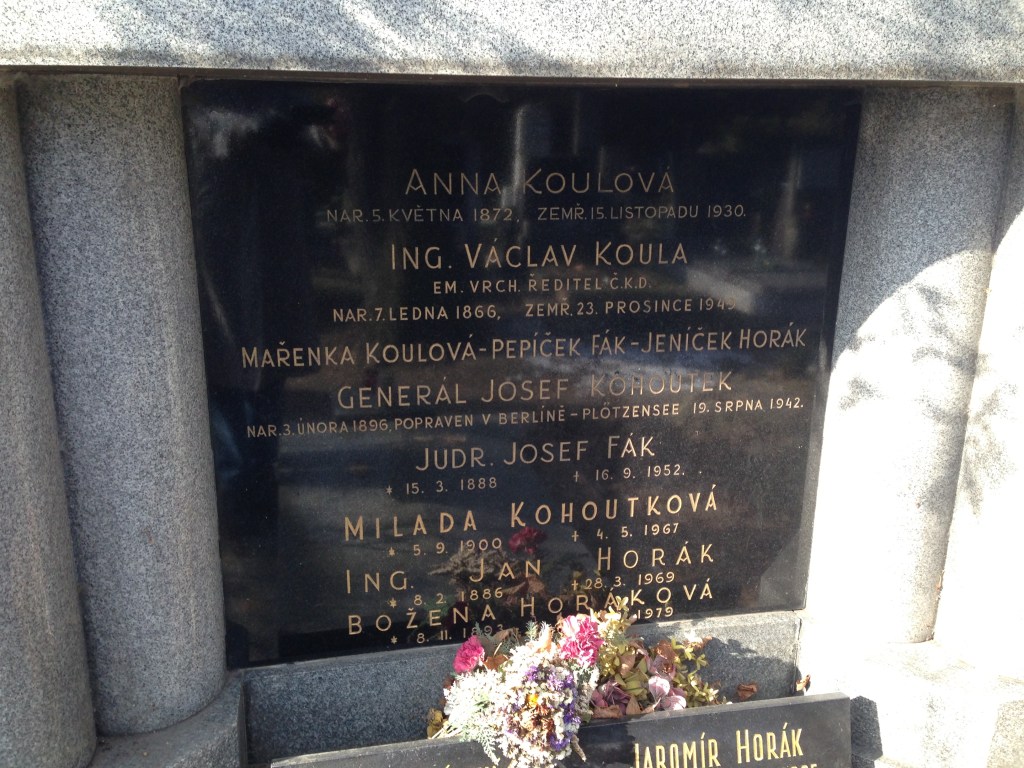 ANNA KOULOVÁ
NAR. 5. KVĚTNA 1872, ZEMŘ. 15. LISTOPADU 1930.
ING. VÁCLAV KOULA
EM. VRCH. ŘEDITEL Č.K.D.
NAR. 7. LEDNA 1866, ZEMŘ. 23. PROSINCE
MAŘENKA KOULOVÁ-PEPÍČEK FÁK-JENÍČEK HORÁK
GENERÁL JOSEF KOHOUTEK
NAR. 3. ÚNORA 1896, POPRAVEN V BERLÍNĚ-PLÖTZENSEE 19. SRPNA 1942.
JUDR. JOSEF FÁK
* 15. 3. 1888 † 16. 9. 1952.
MILADA KOHOUTKOVÁ
* 5. 9. 1900 † 4. 5. 1967
ING. JAN HORÁK
* 8. 2. 1886 † 28. 3. 1969
BOŽENA HORÁKOVÁ
* 8. 11. 1979
JAROMÍR HORÁK